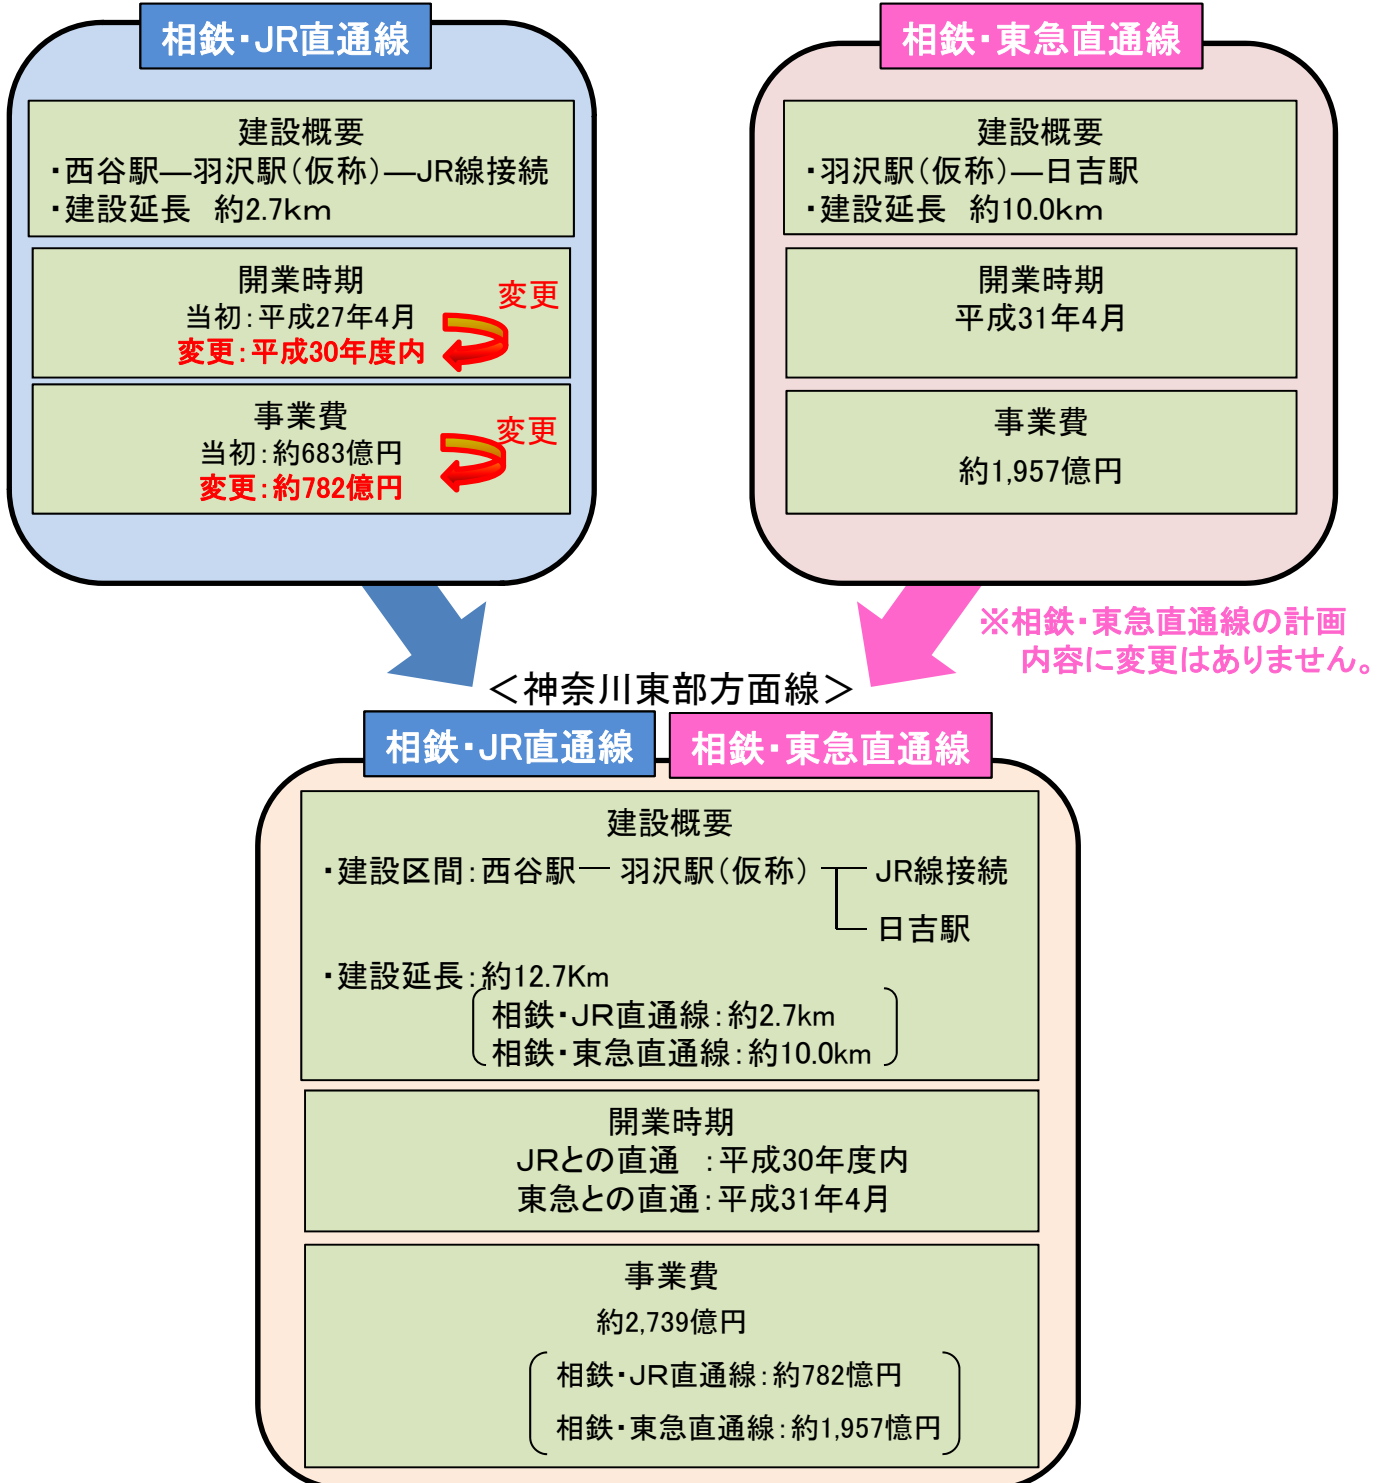 相鉄・JR直通線
建設概要
・西谷駅―羽沢駅（仮称）―JR線接続
・建設延長　約2.7km
開業時期
当初：平成27年4月
変更：平成30年度内
変更
事業費
当初：約683億円
変更：約782億円
変更
相鉄・東急直通線
建設概要
・羽沢駅（仮称）―日吉駅
・建設延長　約10.0km
開業時期
平成31年4月
事業費
約1,957億円
※相鉄・東急直通線の計画
内容に変更はありません。
＜神奈川東部方面線＞
相鉄・JR直通線
相鉄・東急直通線
建設概要
・建設区間：西谷駅― 羽沢駅（仮称） JR線接続
日吉駅
・建設延長：約12.7Km
相鉄・JR直通線：約2.7km
相鉄・東急直通線：約10.0km
開業時期
JRとの直通　：平成30年度内
東急との直通：平成31年4月
事業費
約2,739億円
相鉄・JR直通線：約782憶円
相鉄・東急直通線：約1,957憶円